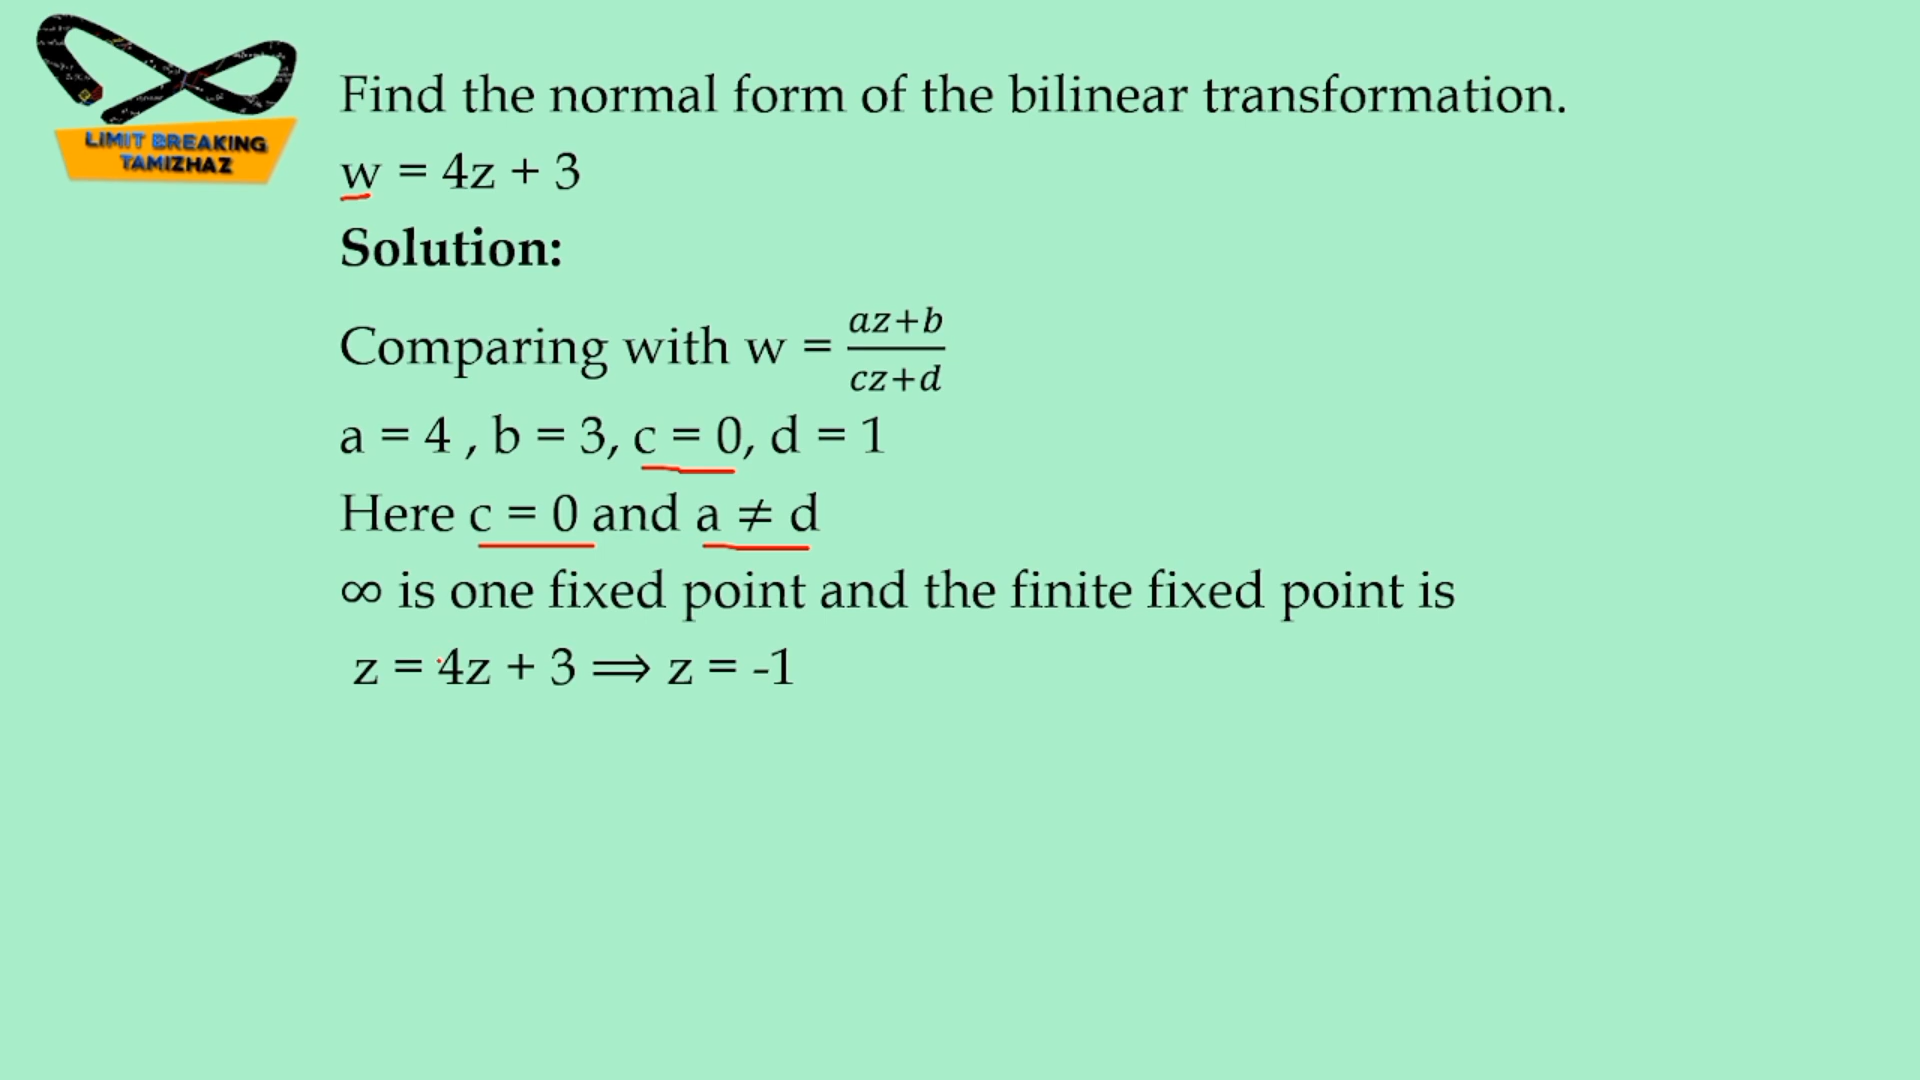 LIMIT BREAKING
TAMIZHAZ
Find the normal form of the bilinear transformation.
w = 4z + 3
Solution:
Comparing with w = \frac{az+b}{cz+d}
a = 4 , b = 3, c = 0, d = 1
Here c = 0 and a ≠ d
∞ is one fixed point and the finite fixed point is
z = 4z + 3 ⟹ z = -1